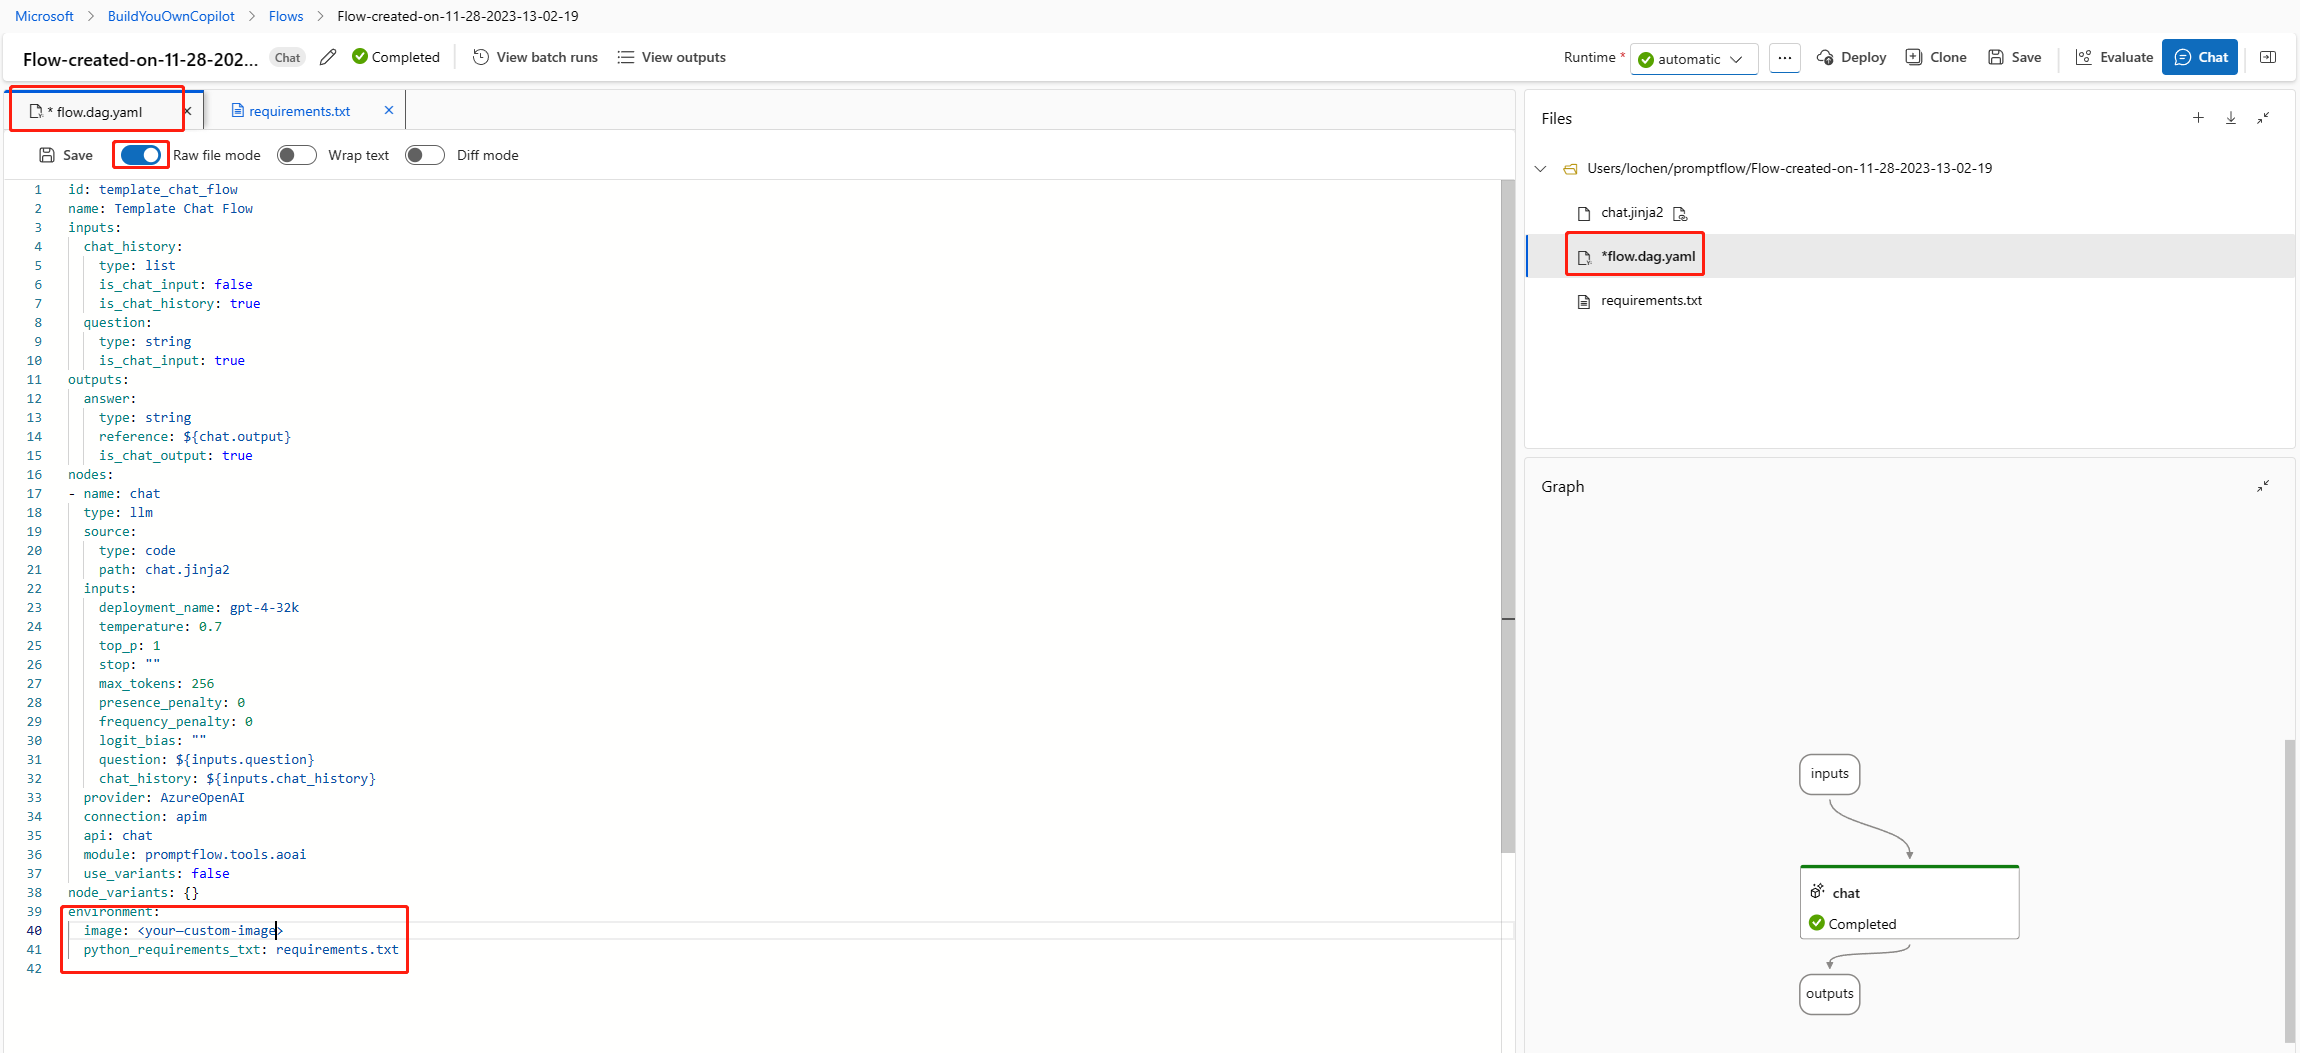 Microsoft > BuildYouOwnCopilot > Flows > Flow-created-on-11-28-2023-13-02-19
Flow-created-on-11-28-202... Chat Completed View batch runs View outputs Runtime * automatic ... Deploy Clone Save Evaluate Chat
* flow.dag.yaml requirements.txt
Save Raw file mode Wrap text Diff mode
1 id: template_chat_flow
2 name: Template Chat Flow
3 inputs:
4 chat_history:
5 type: list
6 is_chat_input: false
7 is_chat_history: true
8 question:
9 type: string
10 is_chat_input: true
11 outputs:
12 answer:
13 type: string
14 reference: ${chat.output}
15 is_chat_output: true
16 nodes:
17 - name: chat
18 type: llm
19 source:
20 type: code
21 path: chat.jinja2
22 inputs:
23 deployment_name: gpt-4-32k
24 temperature: 0.7
25 top_p: 1
26 stop: ""
27 max_tokens: 256
28 presence_penalty: 0
29 frequency_penalty: 0
30 logit_bias: ""
31 question: ${inputs.question}
32 chat_history: ${inputs.chat_history}
33 provider: AzureOpenAI
34 connection: apim
35 api: chat
36 module: promptflow.tools.aoai
37 use_variants: false
38 node_variants: {}
39 environment:
40 image: <your-custom-image>
41 python_requirements_txt: requirements.txt
42
Files
Users/lochen/promptflow/Flow-created-on-11-28-2023-13-02-19
chat.jinja2
*flow.dag.yaml
requirements.txt
Graph
inputs
chat
Completed
outputs